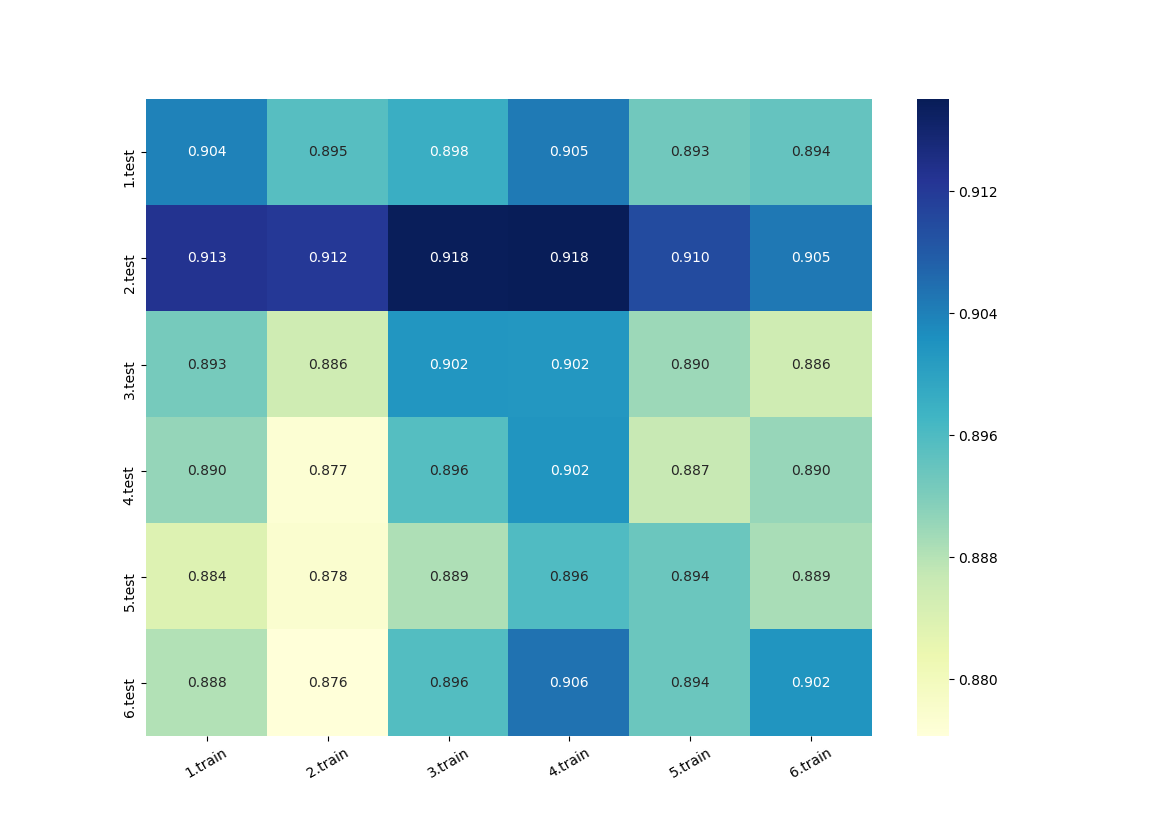 1.test 0.904 0.895 0.898 0.905 0.893 0.894
2.test 0.913 0.912 0.918 0.918 0.910 0.905
3.test 0.893 0.886 0.902 0.902 0.890 0.886
4.test 0.890 0.877 0.896 0.902 0.887 0.890
5.test 0.884 0.878 0.889 0.896 0.894 0.889
6.test 0.888 0.876 0.896 0.906 0.894 0.902
1.train 2.train 3.train 4.train 5.train 6.train
0.912
0.904
0.896
0.888
0.880